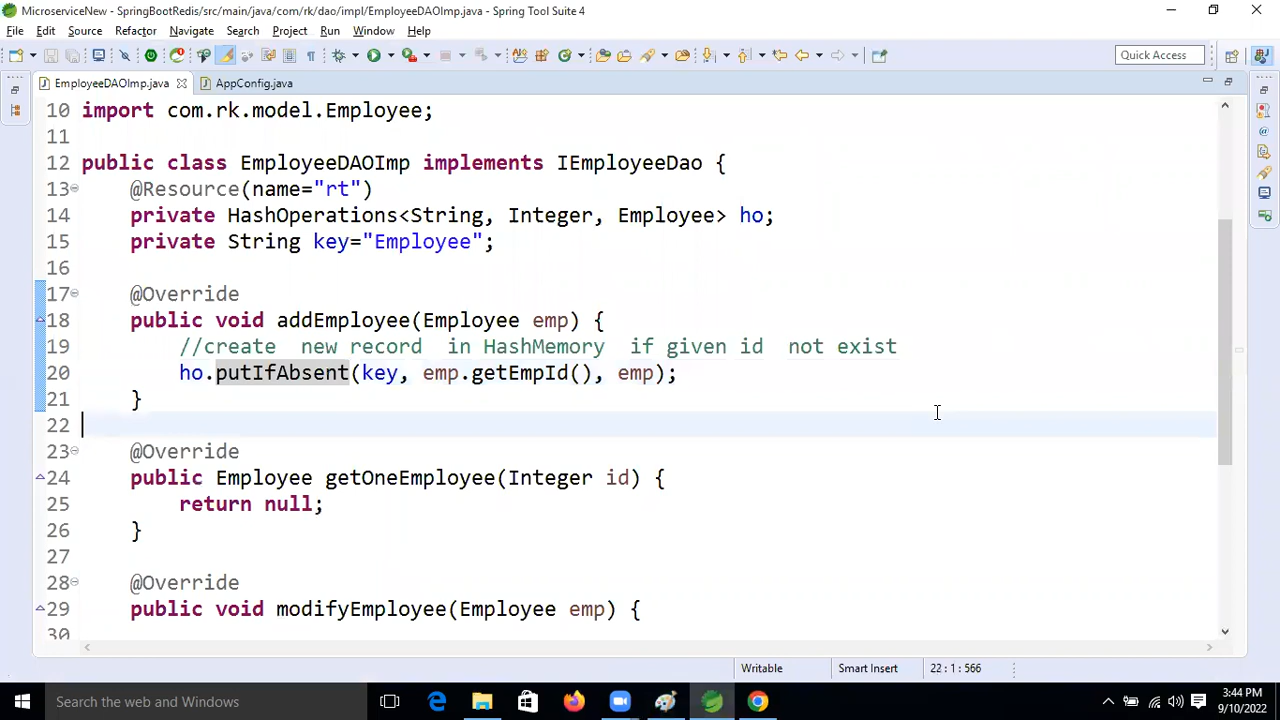 MicroserviceNew - SpringBootRedis/src/main/java/com/rk/dao/impl/EmployeeDAOImp.java - Spring Tool Suite 4
File Edit Source Refactor Navigate Search Project Run Window Help
Quick Access
EmployeeDAOImp.java AppConfig.java
10 import com.rk.model.Employee;
11
12 public class EmployeeDAOImp implements IEmployeeDao {
13 @Resource(name="rt")
14 private HashOperations<String, Integer, Employee> ho;
15 private String key="Employee";
16
17 @Override
18 public void addEmployee(Employee emp) {
19 //create new record in HashMemory if given id not exist
20 ho.putIfAbsent(key, emp.getEmpId(), emp);
21 }
22
23 @Override
24 public Employee getOneEmployee(Integer id) {
25 return null;
26 }
27
28 @Override
29 public void modifyEmployee(Employee emp) {
30
Writable Smart Insert 22 : 1 : 566
Search the web and Windows
3:44 PM
9/10/2022